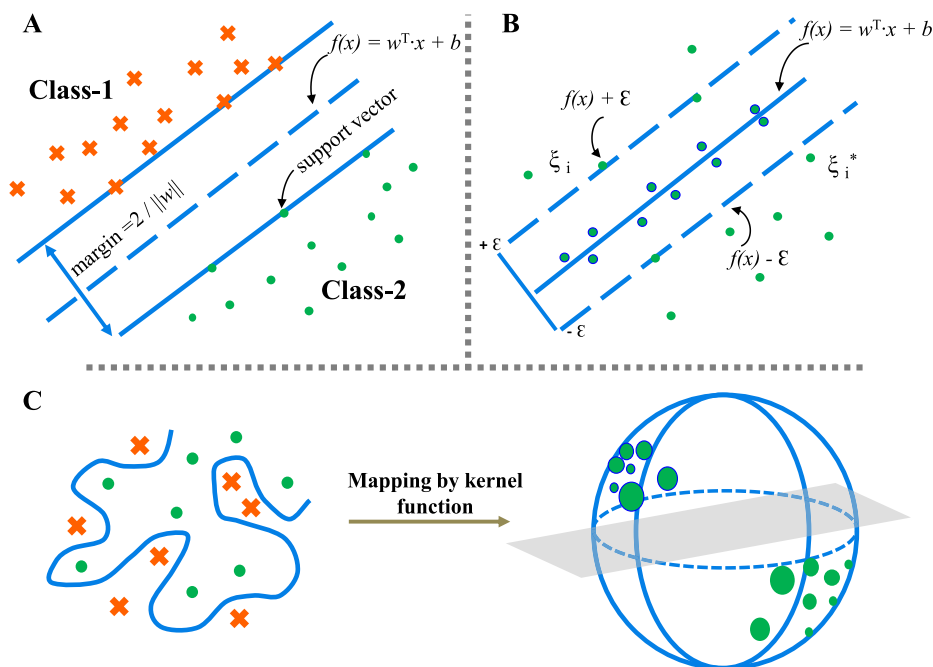 A
f(x) = wᵀ·x + b
Class-1
support vector
margin =2 / ||w||
Class-2
B
f(x) = wᵀ·x + b
f(x) + Ɛ
ξ i
ξ i*
+ Ɛ
f(x) - Ɛ
- Ɛ
C
Mapping by kernel
function